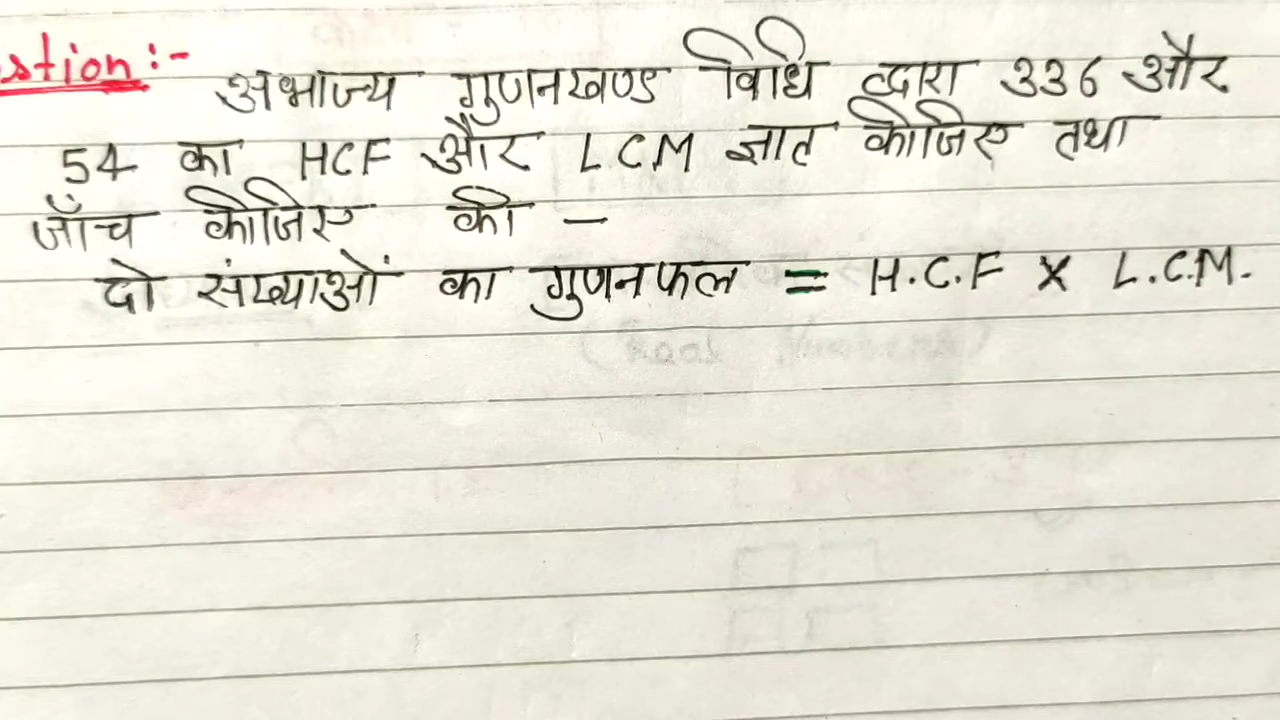 stion:- अभाज्य गुणनखण्ड विधि द्वारा 336 और
54 का HCF और LCM ज्ञात कीजिए तथा
जाँच कीजिए की -
दो संख्याओं का गुणनफल = H.C.F × L.C.M.